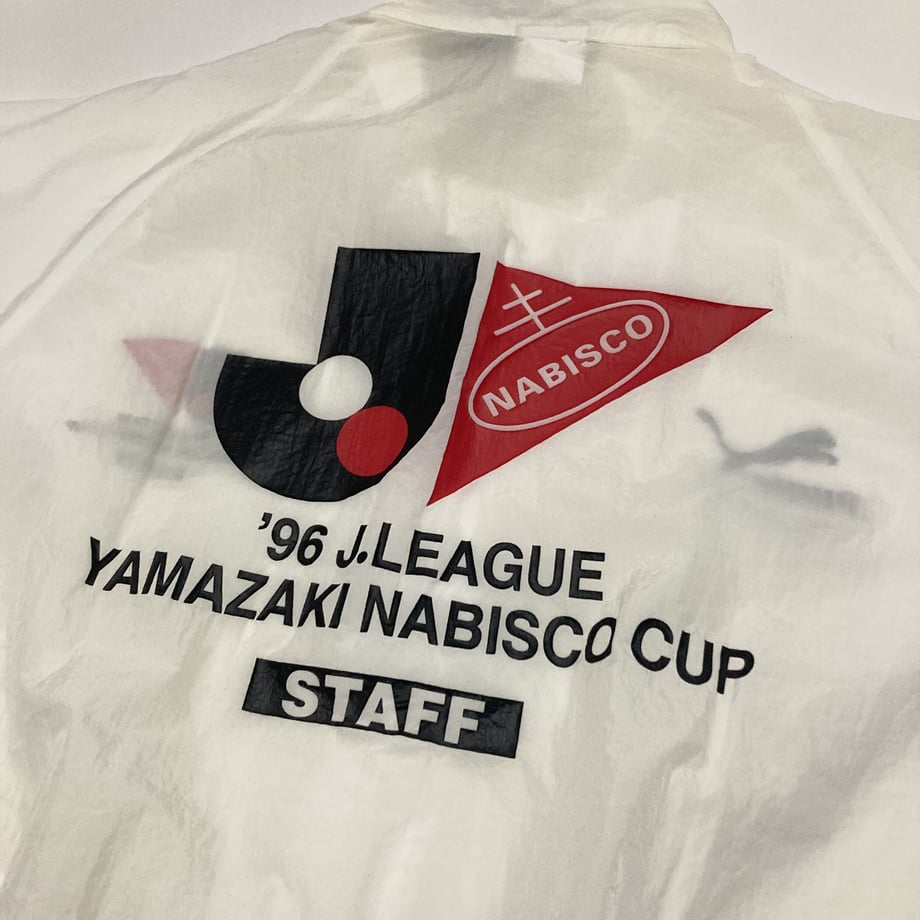 NABISCO
'96 J.LEAGUE
YAMAZAKI NABISCO CUP
STAFF